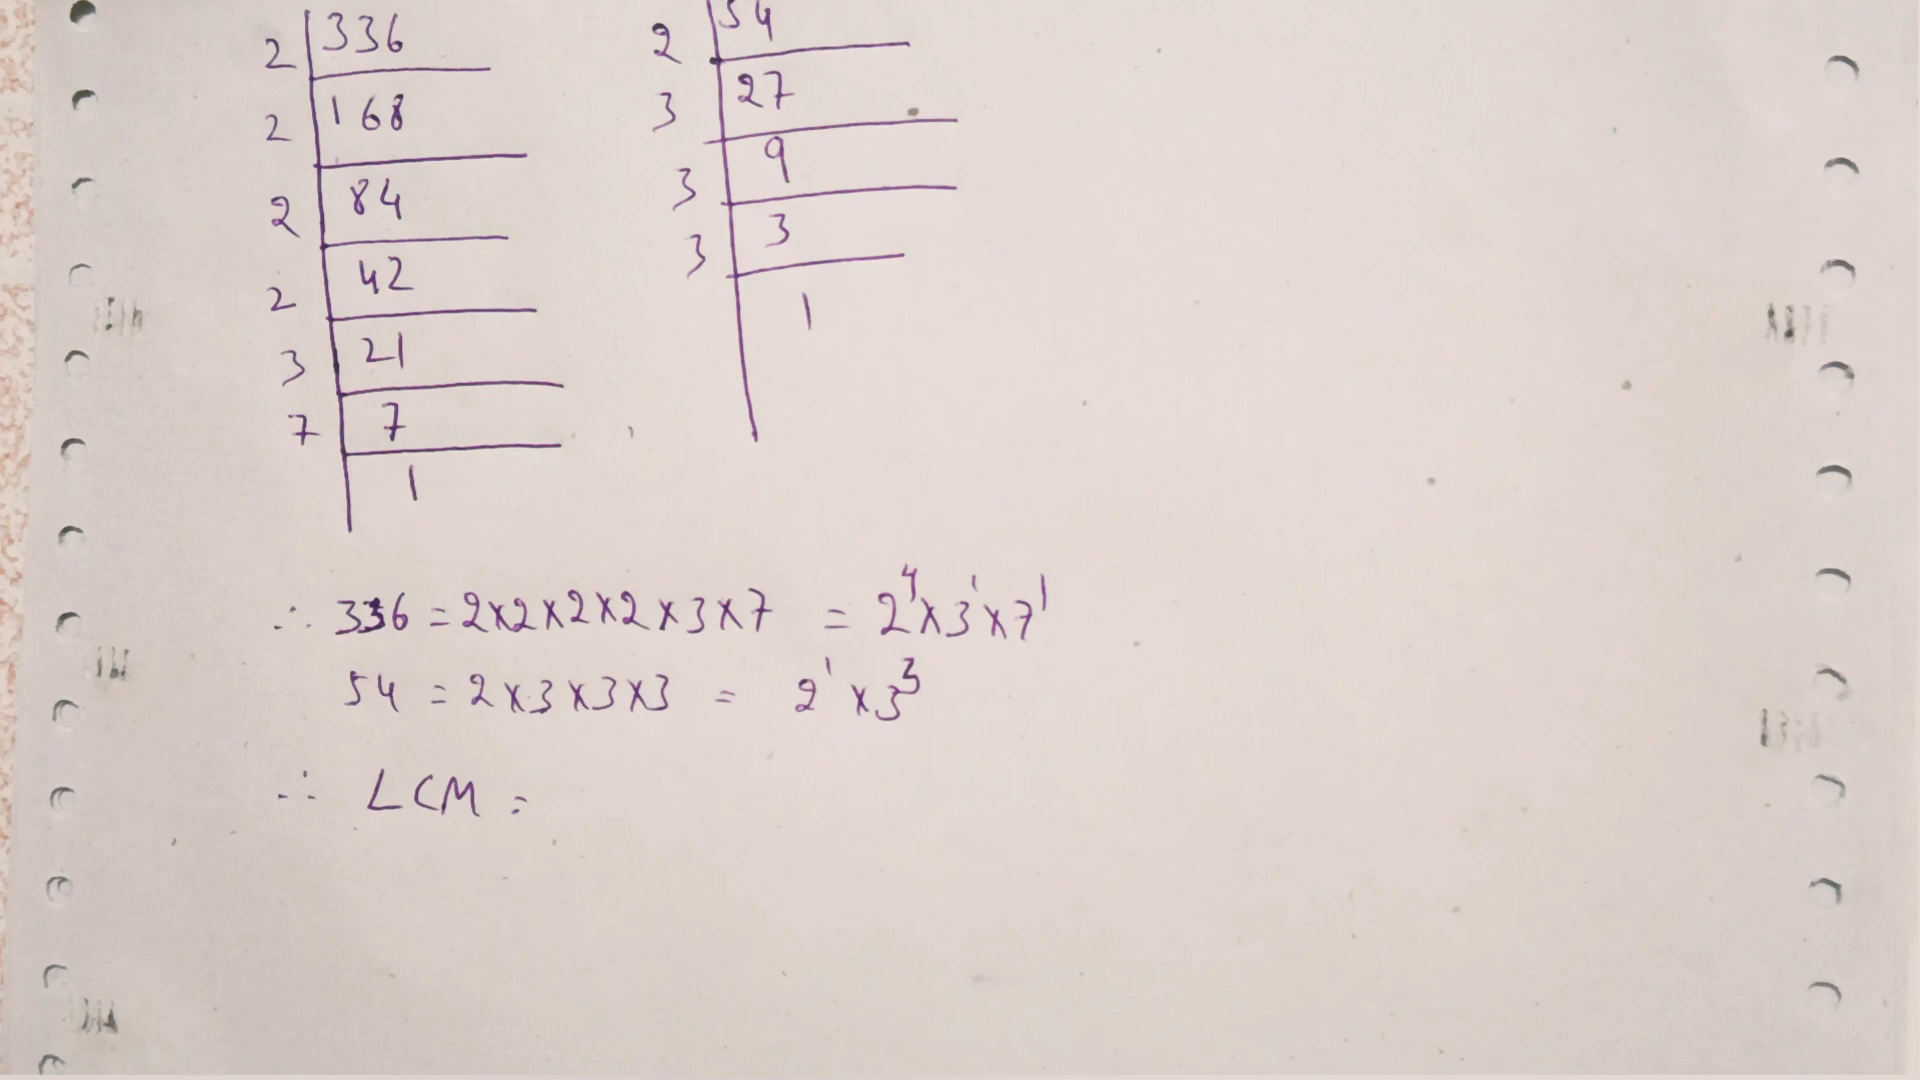 2 | 336
2 | 168
2 | 84
2 | 42
3 | 21
7 | 7
1
2 | 54
3 | 27
3 | 9
3 | 3
1
∴ 336 = 2×2×2×2×3×7 = 2⁴×3¹×7¹
54 = 2×3×3×3 = 2¹×3³
∴ LCM =